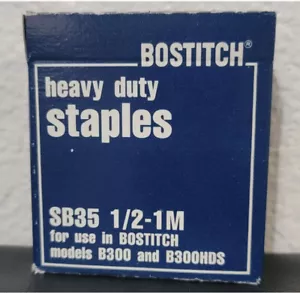 BOSTITCH®
heavy duty
staples
SB35 1/2-1M
for use in BOSTITCH
models B300 and B300HDS